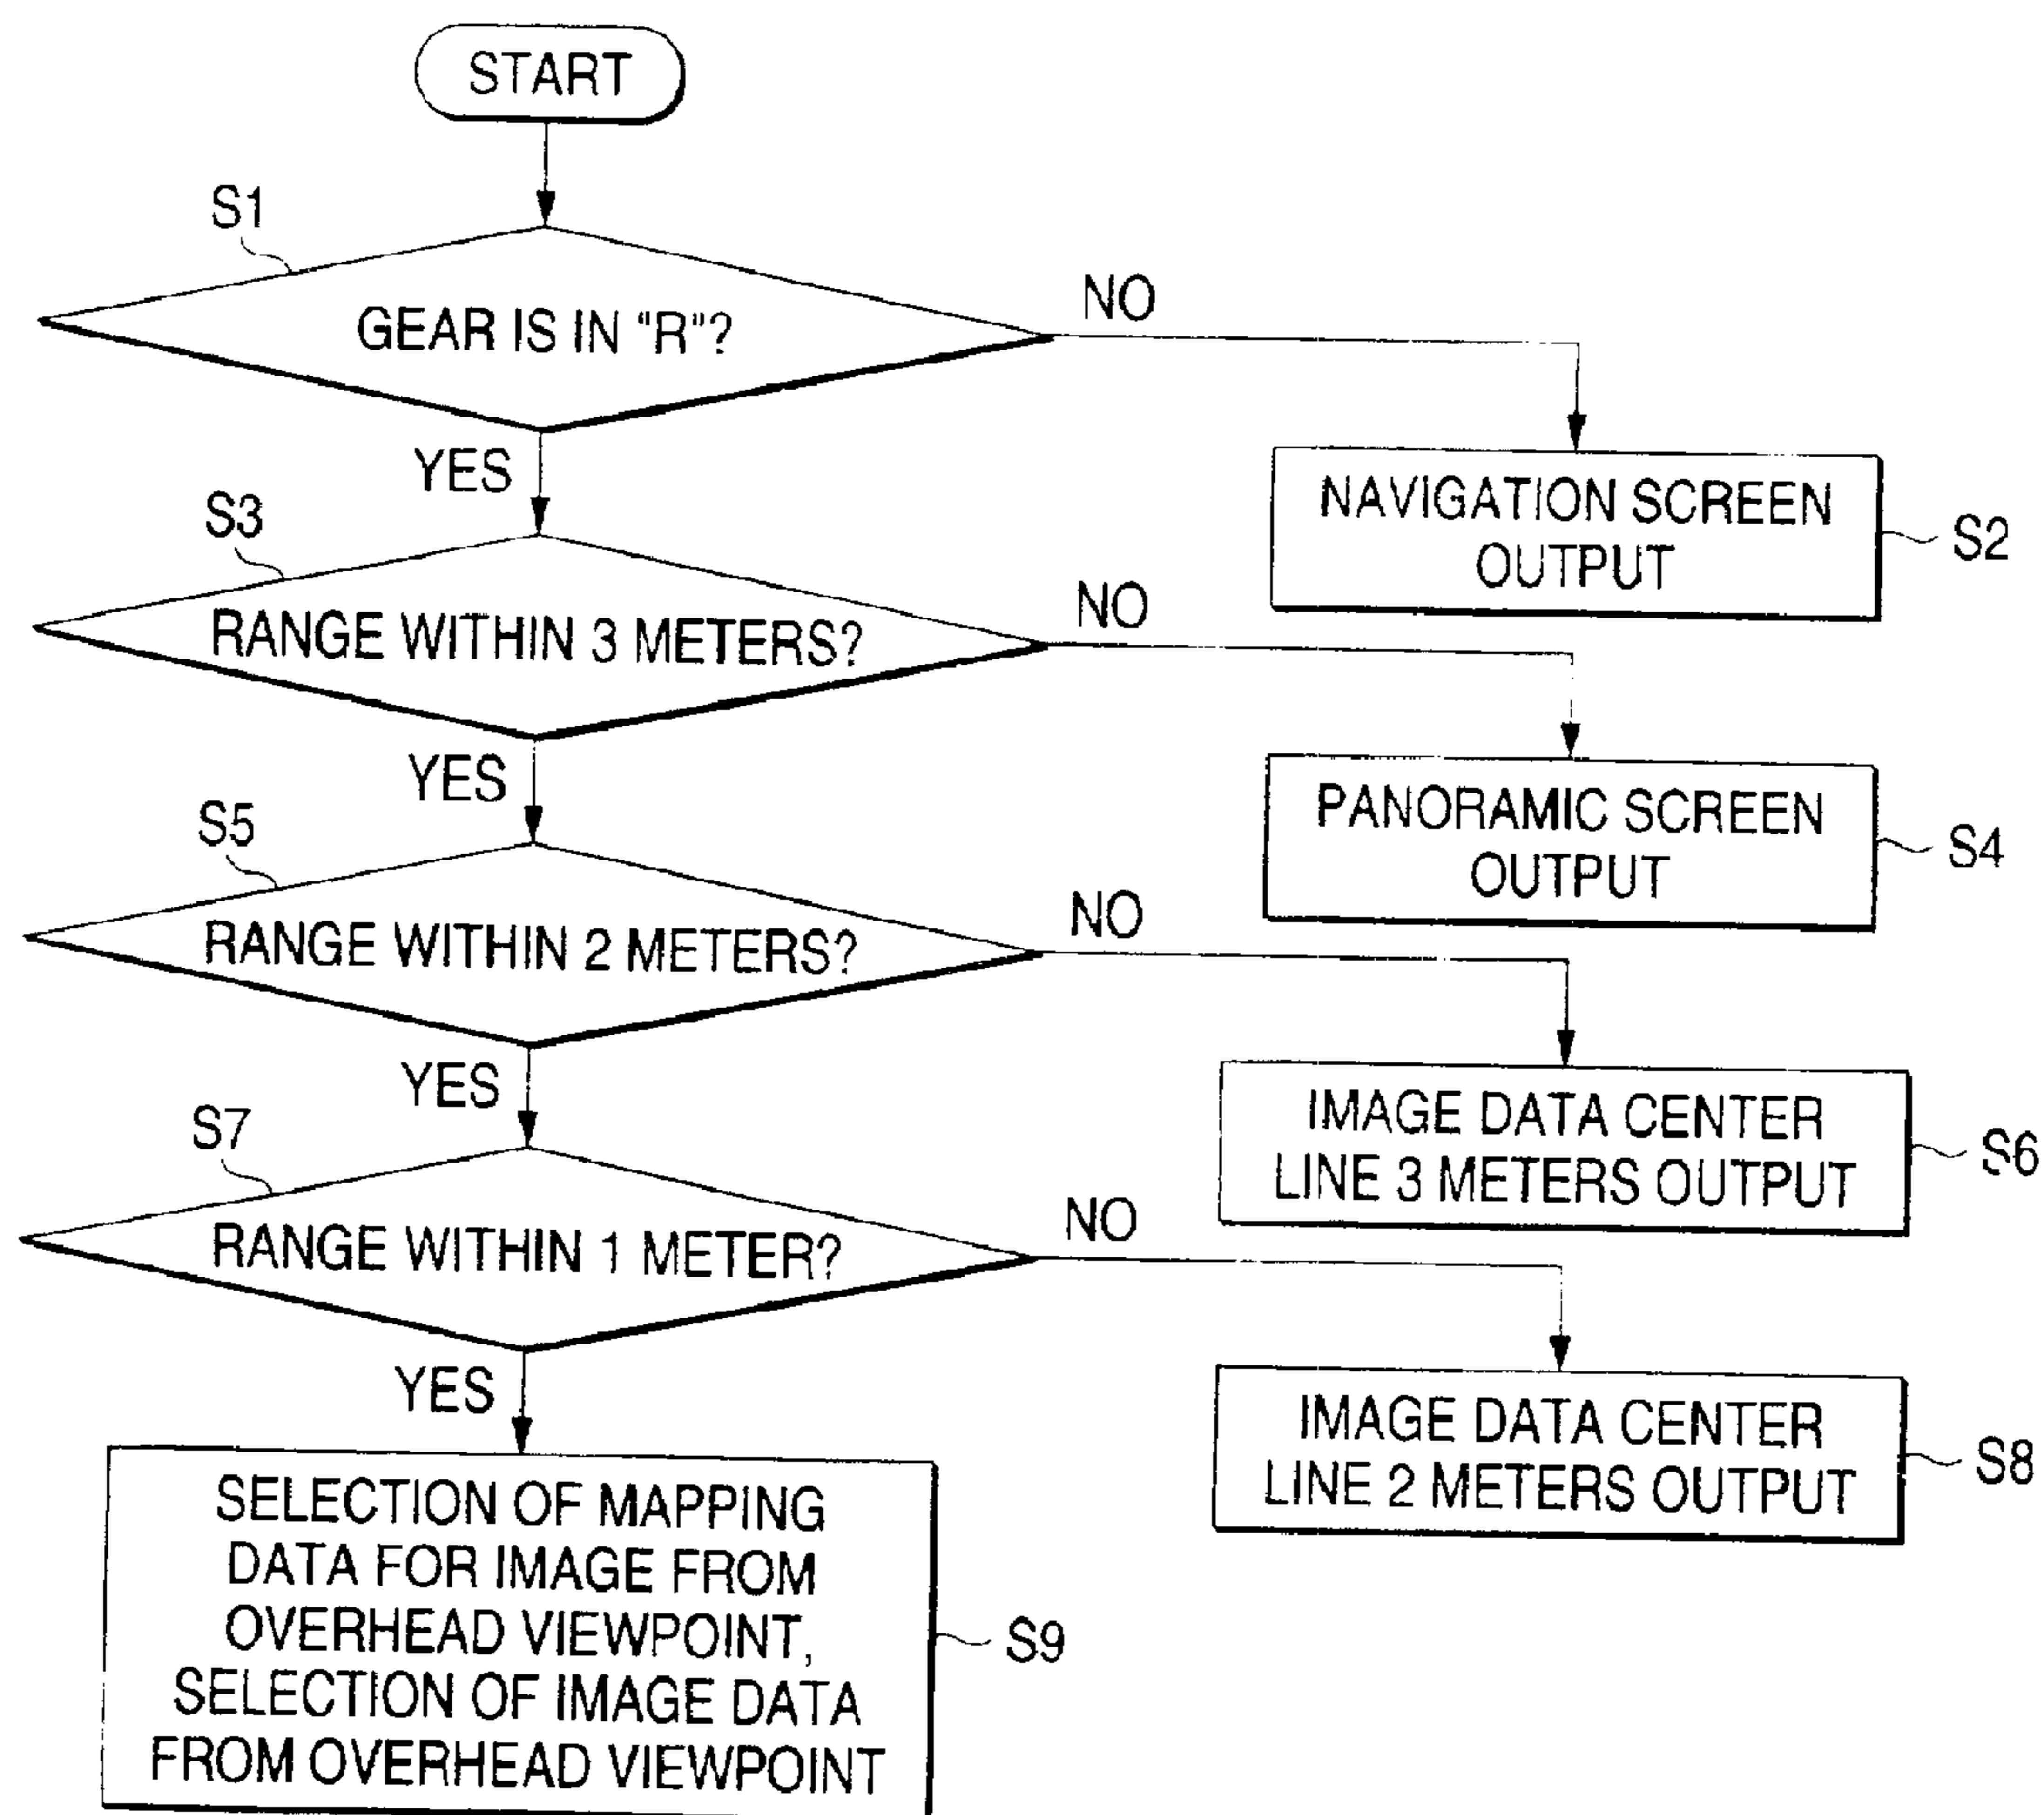 START
S1
GEAR IS IN "R"?
NO
YES
NAVIGATION SCREEN
OUTPUT
S2
S3
RANGE WITHIN 3 METERS?
NO
YES
PANORAMIC SCREEN
OUTPUT
S4
S5
RANGE WITHIN 2 METERS?
NO
YES
IMAGE DATA CENTER
LINE 3 METERS OUTPUT
S6
S7
RANGE WITHIN 1 METER?
NO
YES
IMAGE DATA CENTER
LINE 2 METERS OUTPUT
S8
SELECTION OF MAPPING
DATA FOR IMAGE FROM
OVERHEAD VIEWPOINT,
SELECTION OF IMAGE DATA
FROM OVERHEAD VIEWPOINT
S9